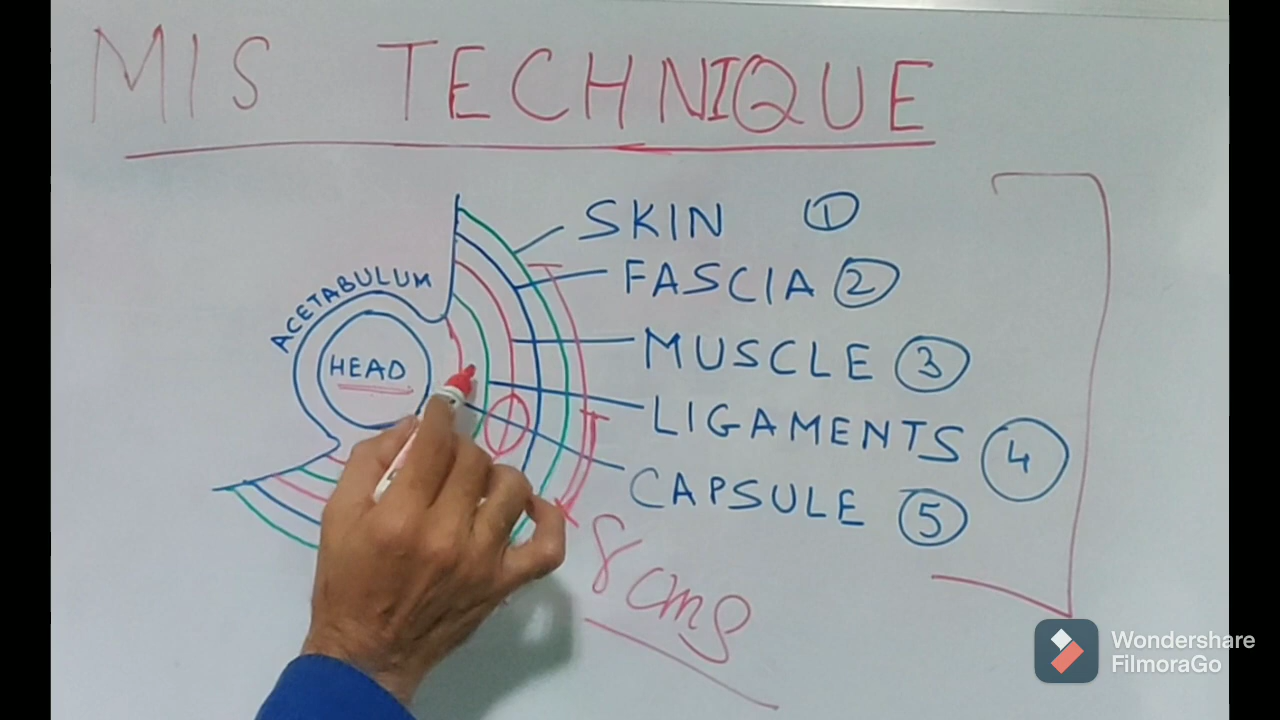 MIS TECHNIQUE
SKIN 1
FASCIA 2
ACETABULUM
MUSCLE 3
HEAD
LIGAMENTS 4
CAPSULE 5
8 cms
Wondershare
FilmoraGo